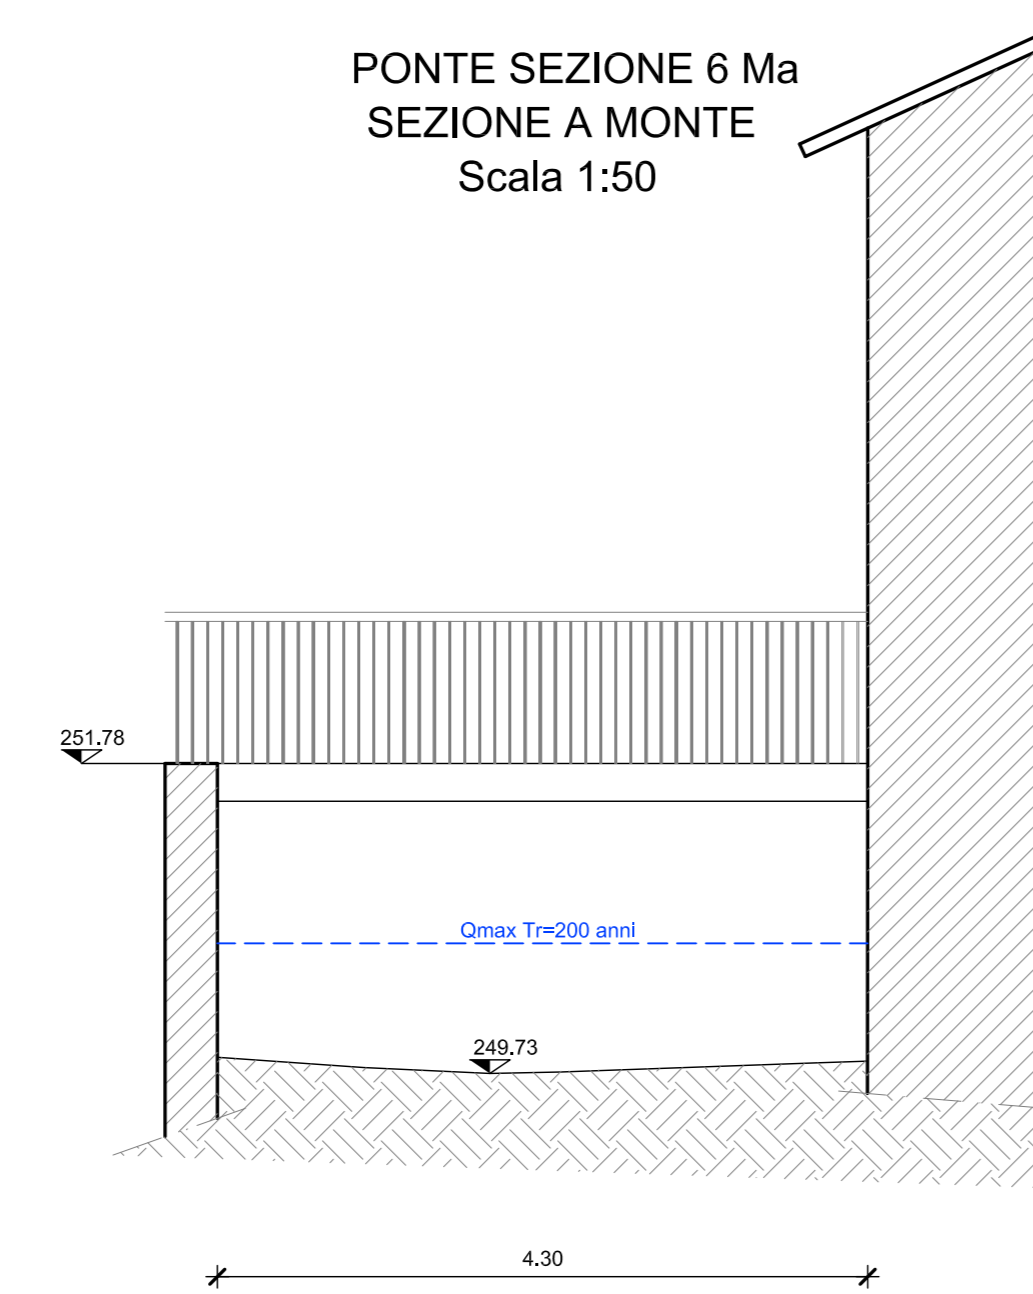 PONTE SEZIONE 6 Ma
SEZIONE A MONTE
Scala 1:50
251.78
Qmax Tr=200 anni
249.73
4.30